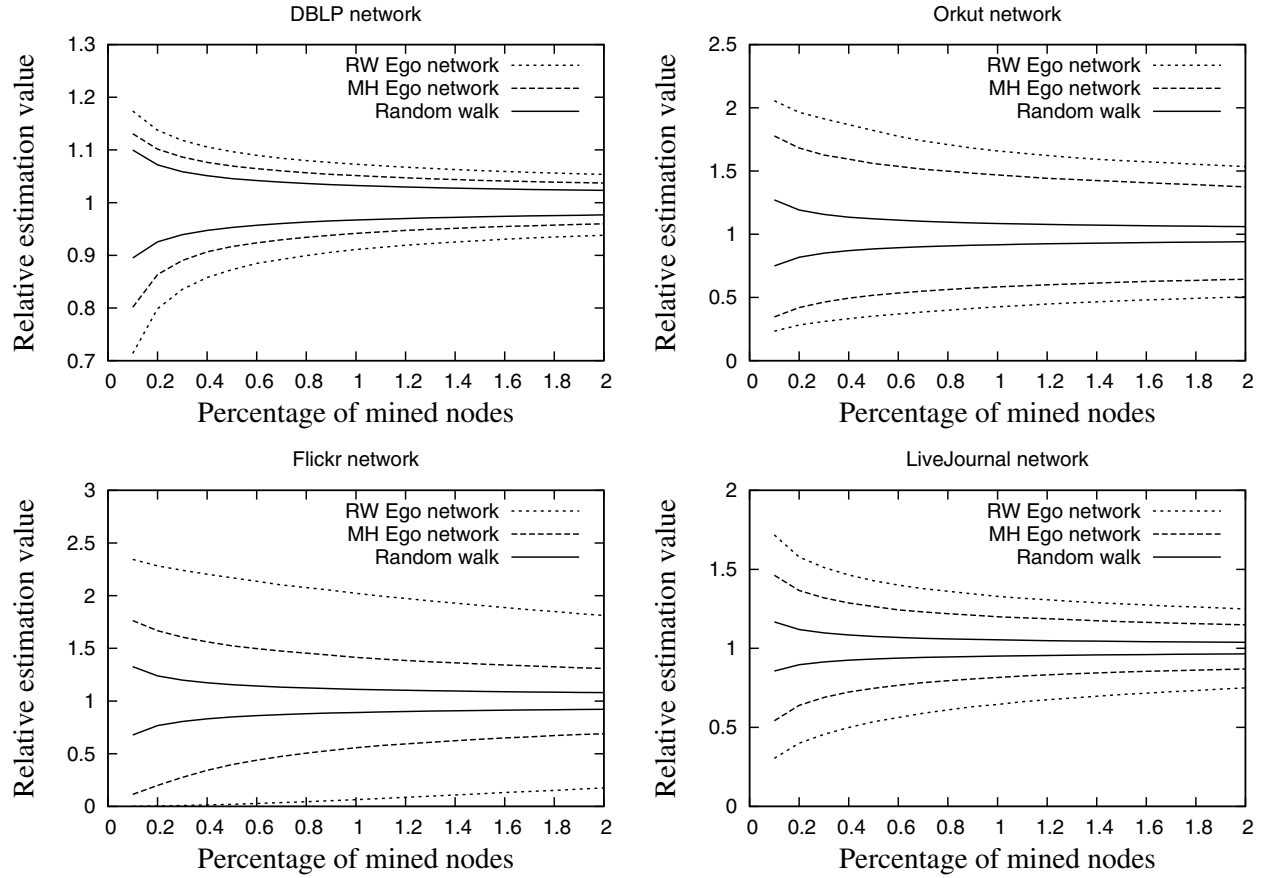 DBLP network
1.3
1.2
1.1
1
0.9
0.8
0.7
0 0.2 0.4 0.6 0.8 1 1.2 1.4 1.6 1.8 2
Relative estimation value
Percentage of mined nodes
RW Ego network
MH Ego network
Random walk
Orkut network
2.5
2
1.5
1
0.5
0
0 0.2 0.4 0.6 0.8 1 1.2 1.4 1.6 1.8 2
Relative estimation value
Percentage of mined nodes
RW Ego network
MH Ego network
Random walk
Flickr network
3
2.5
2
1.5
1
0.5
0
0 0.2 0.4 0.6 0.8 1 1.2 1.4 1.6 1.8 2
Relative estimation value
Percentage of mined nodes
RW Ego network
MH Ego network
Random walk
LiveJournal network
2
1.5
1
0.5
0
0 0.2 0.4 0.6 0.8 1 1.2 1.4 1.6 1.8 2
Relative estimation value
Percentage of mined nodes
RW Ego network
MH Ego network
Random walk